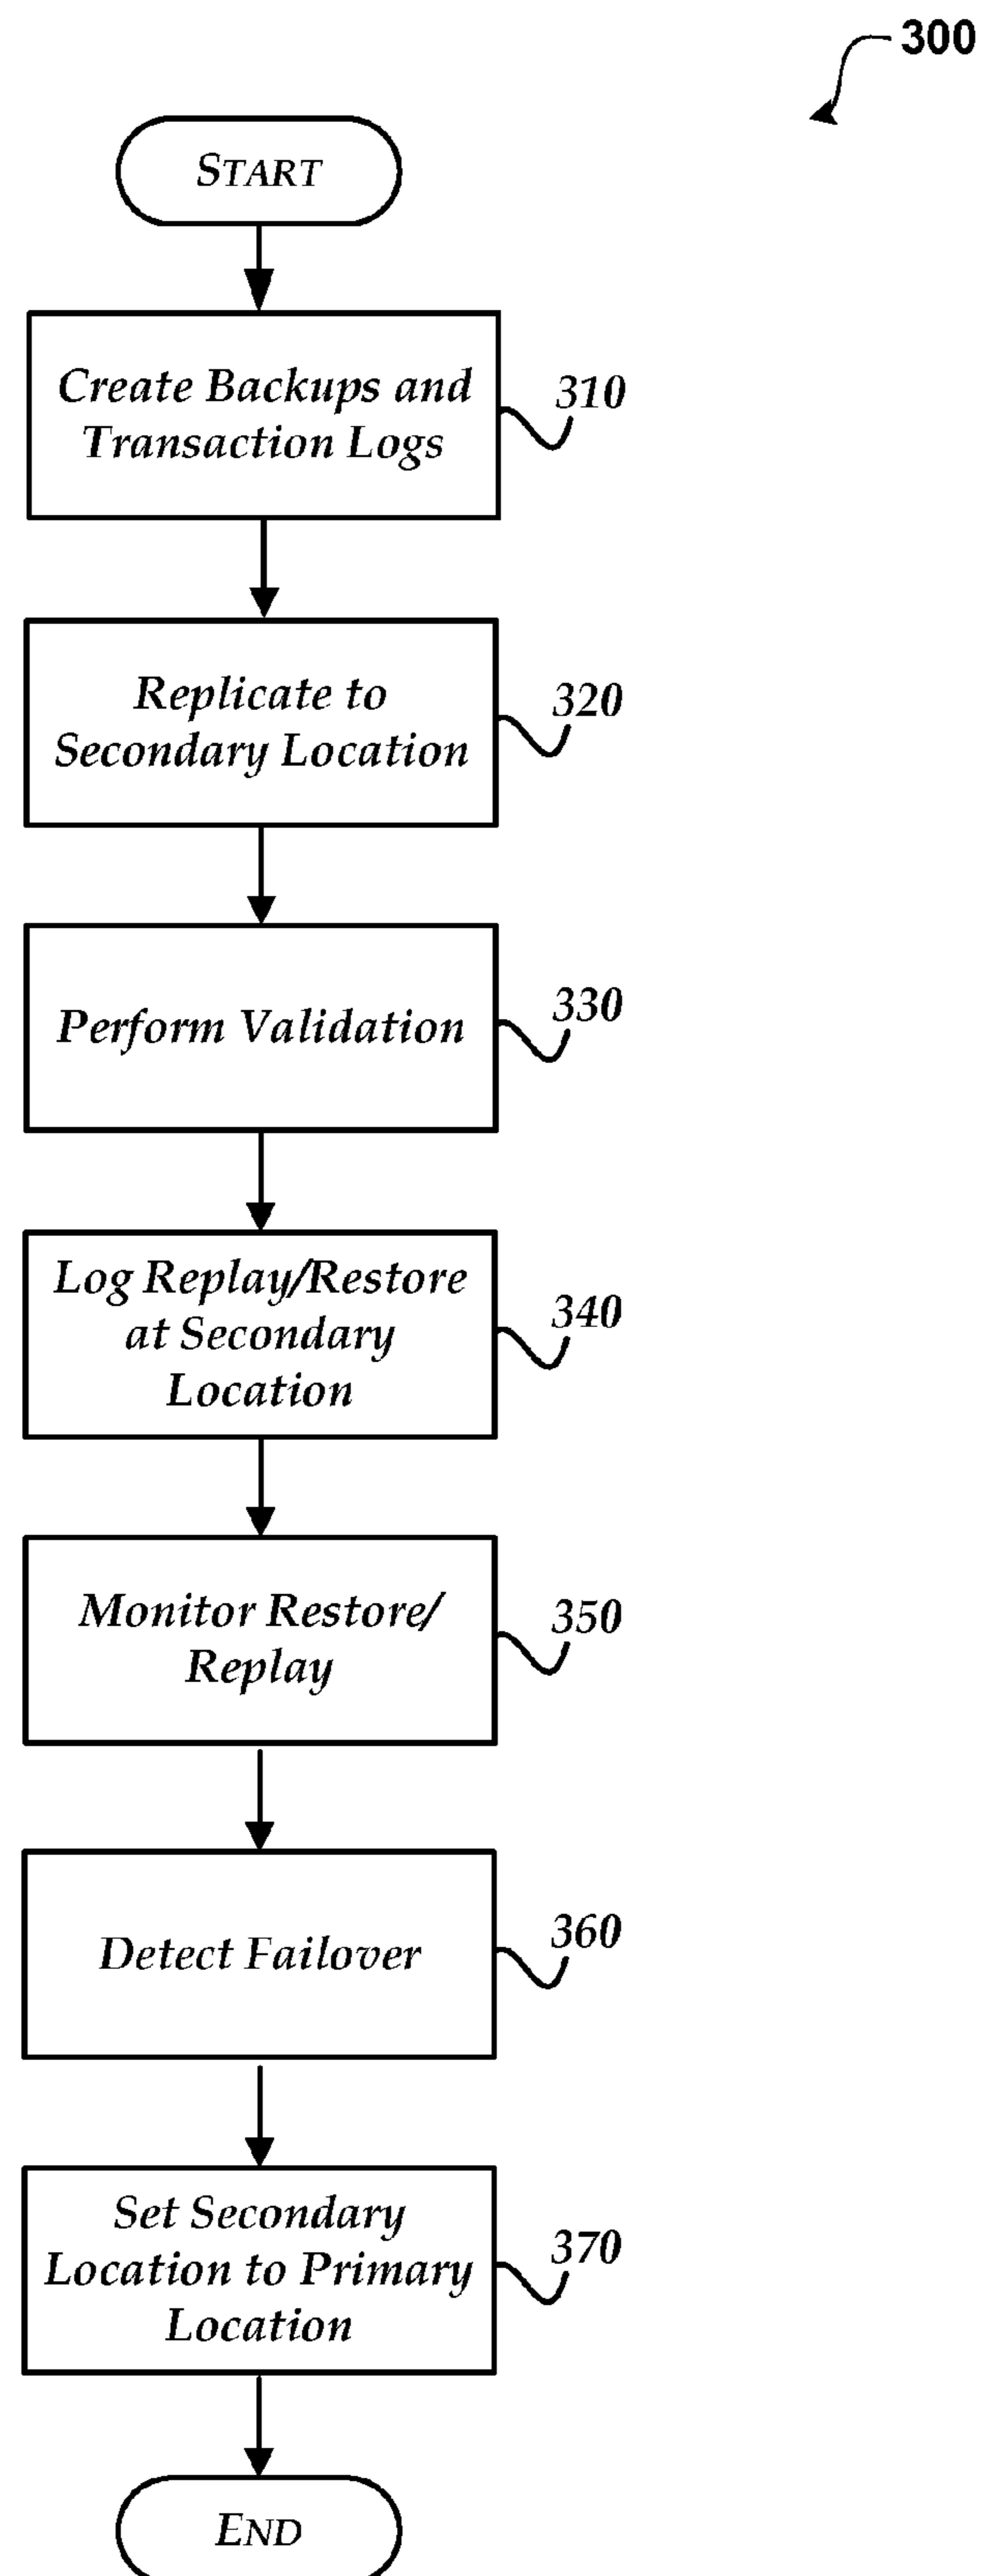 300
START
Create Backups and
Transaction Logs
310
Replicate to
Secondary Location
320
Perform Validation
330
Log Replay/Restore
at Secondary
Location
340
Monitor Restore/
Replay
350
Detect Failover
360
Set Secondary
Location to Primary
Location
370
END